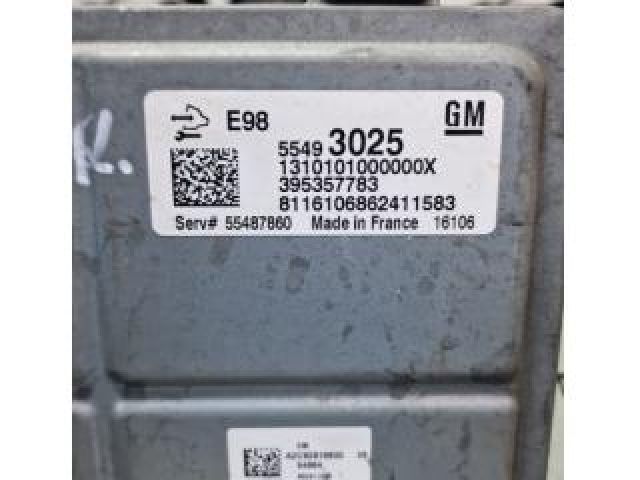 K.
E98
GM
5549 3025
1310101000000X
395357783
8116106862411583
Serv# 55487860 Made in France 16106